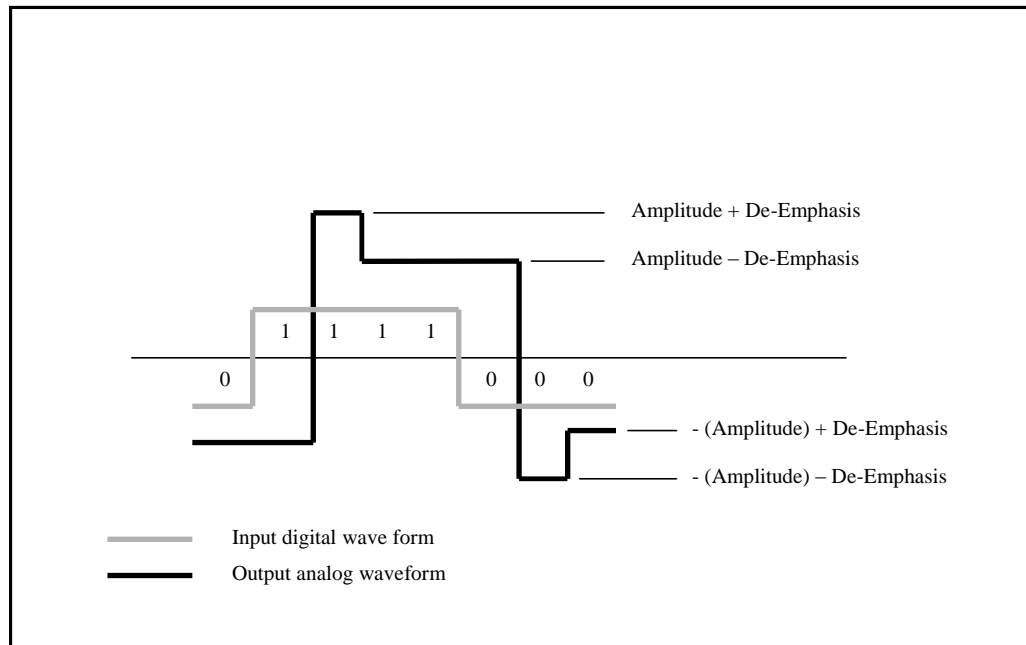 Amplitude + De-Emphasis
Amplitude – De-Emphasis
1 1 1 1
0 0 0 0
- (Amplitude) + De-Emphasis
- (Amplitude) – De-Emphasis
Input digital wave form
Output analog waveform